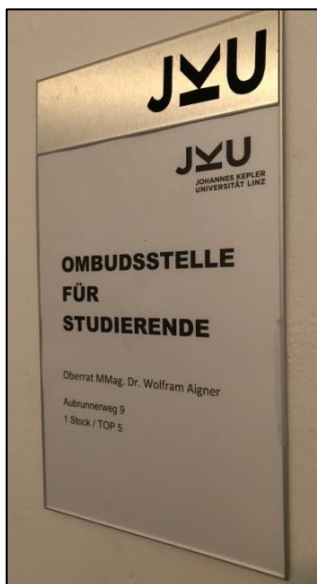 JKU
JKU
JOHANNES KEPLER
UNIVERSITÄT LINZ
OMBUDSSTELLE
FÜR
STUDIERENDE
Oberrat MMag. Dr. Wolfram Aigner
Aubrunnerweg 9
1 Stock / TOP 5